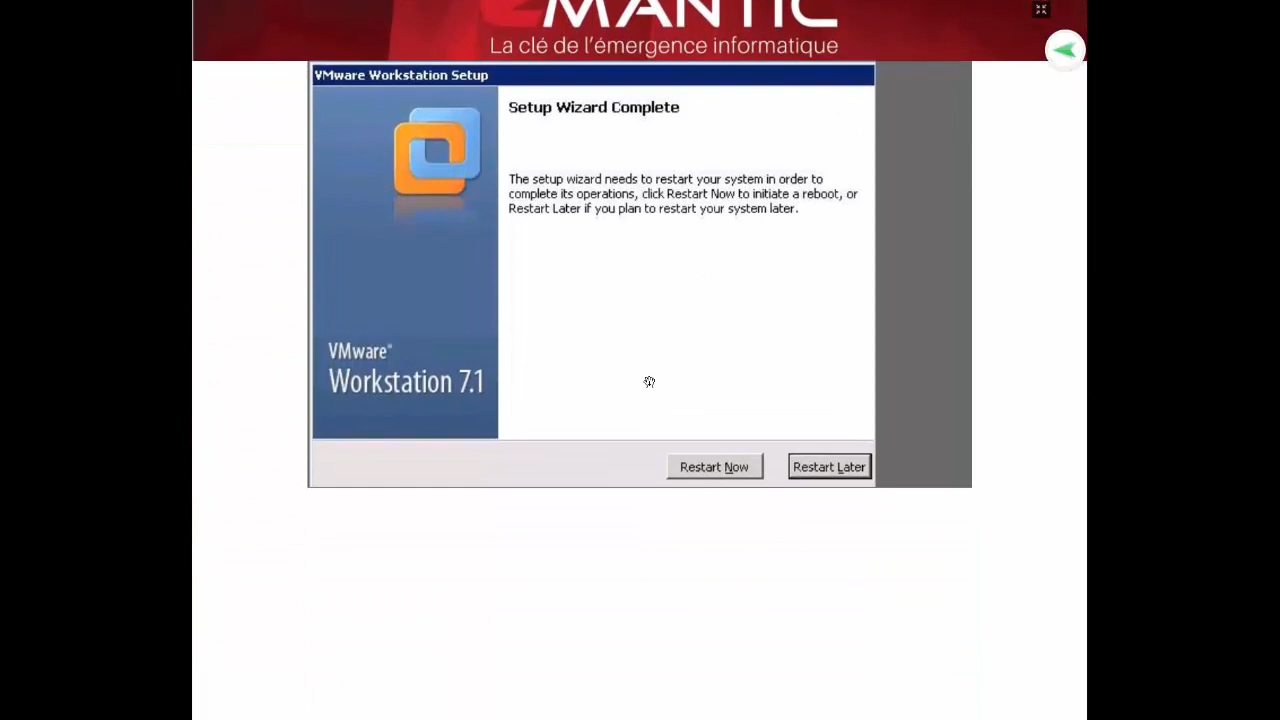 MANTIC
La clé de l'émergence informatique
VMware Workstation Setup
Setup Wizard Complete
The setup wizard needs to restart your system in order to
complete its operations, click Restart Now to initiate a reboot, or
Restart Later if you plan to restart your system later.
VMware®
Workstation 7.1
Restart Now
Restart Later